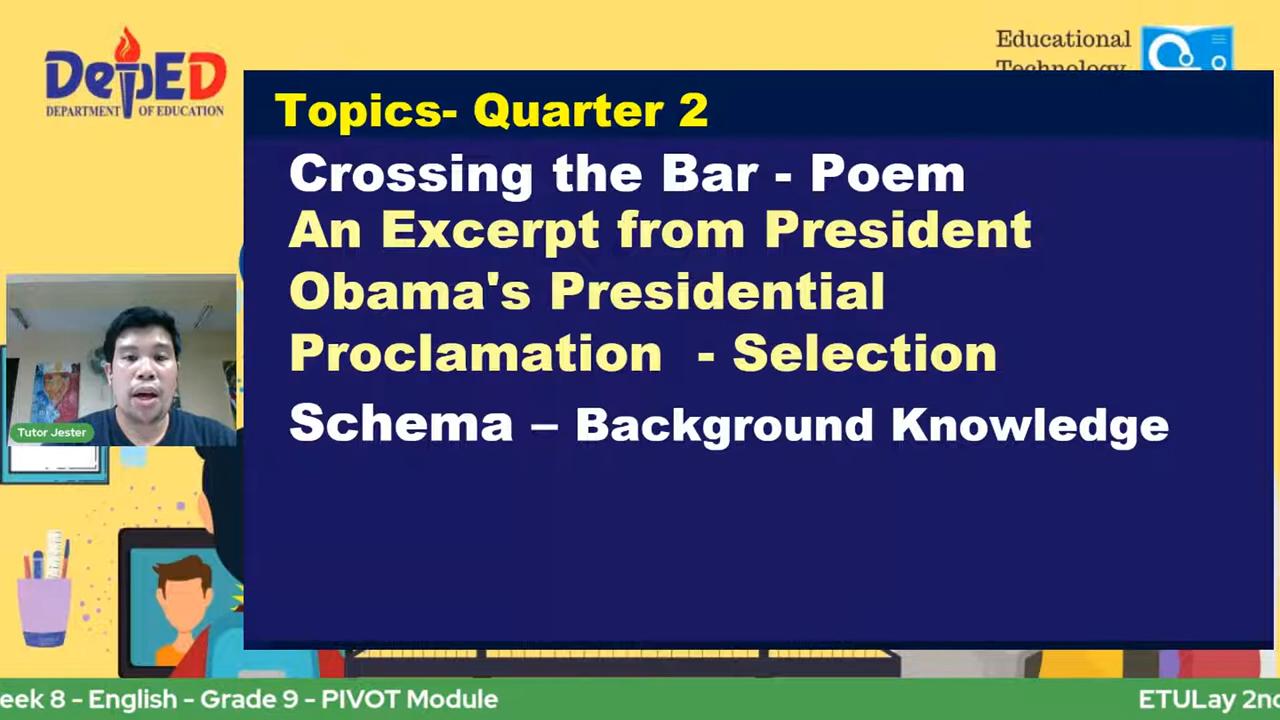 DepED
DEPARTMENT OF EDUCATION
Educational
Technology
Topics- Quarter 2
Crossing the Bar - Poem
An Excerpt from President
Obama's Presidential
Proclamation - Selection
Schema – Background Knowledge
Tutor Jester
eek 8 - English - Grade 9 - PIVOT Module
ETULay 2nd